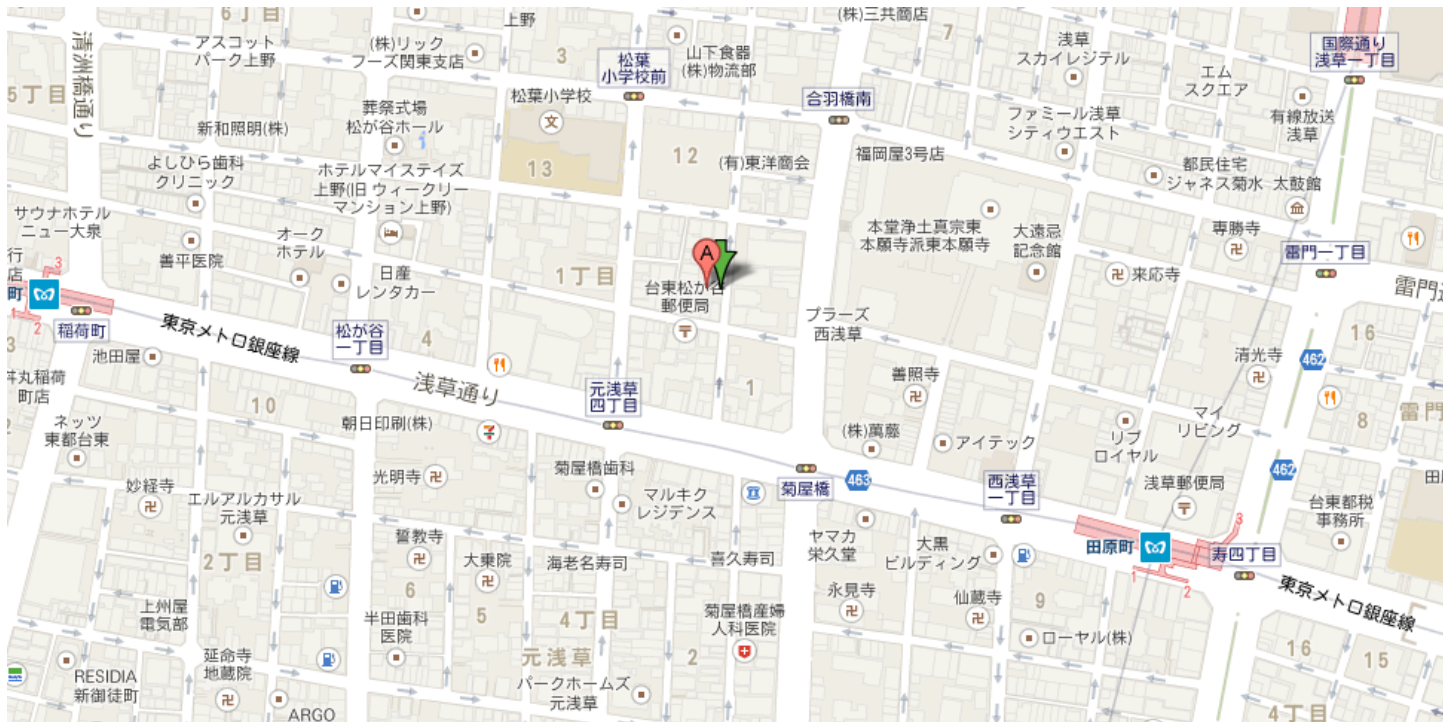 6丁目
上野
(株)三共商店
清洲橋通り
アスコット
パーク上野
(株)リック
フーズ関東支店
3
松葉
小学校前
山下食器
(株)物流部
7
浅草
スカイレジテル
国際通り
浅草一丁目
エム
スクエア
5丁目
松葉小学校
文
合羽橋南
葬祭式場
松が谷ホール
新和照明(株)
ファミール浅草
シティウエスト
有線放送
浅草
よしひら歯科
クリニック
ホテルマイステイズ
上野(旧 ウィークリー
マンション上野)
13
12
(有)東洋商会
福岡屋3号店
都民住宅
ジャネス菊水
太鼓館
サウナホテル
ニュー大泉
オーク
ホテル
善平医院
本堂浄土真宗東
本願寺派東本願寺
大遠忌
記念館
専勝寺
雷門一丁目
行
店
町
3
1
2
日産
レンタカー
1丁目
A
台東松が谷
郵便局
来応寺
雷門通
稲荷町
東京メトロ銀座線
松が谷
一丁目
4
プラーズ
西浅草
16
3
池田屋
462
清光寺
丼丸稲荷
町店
浅草通り
元浅草
四丁目
1
善照寺
10
朝日印刷(株)
ネッツ
東都台東
(株)萬藤
アイテック
リブ
ロイヤル
マイ
リビング
8
雷門
2
光明寺
菊屋橋歯科
菊屋橋
463
西浅草
一丁目
浅草郵便局
462
妙経寺
エルアルカサル
元浅草
マルキク
レジデンス
台東都税
事務所
2丁目
誓教寺
大乗院
海老名寿司
喜久寿司
ヤマカ
栄久堂
大黒
ビルディング
田原町
3
1
2
寿四丁目
東京メトロ銀座線
6
5
4丁目
永見寺
仙蔵寺
9
上州屋
電気部
半田歯科
医院
菊屋橋産婦
人科医院
ローヤル(株)
延命寺
地蔵院
元浅草
2
16
15
RESIDIA
新御徒町
パークホームズ
元浅草
ARGO
4丁目